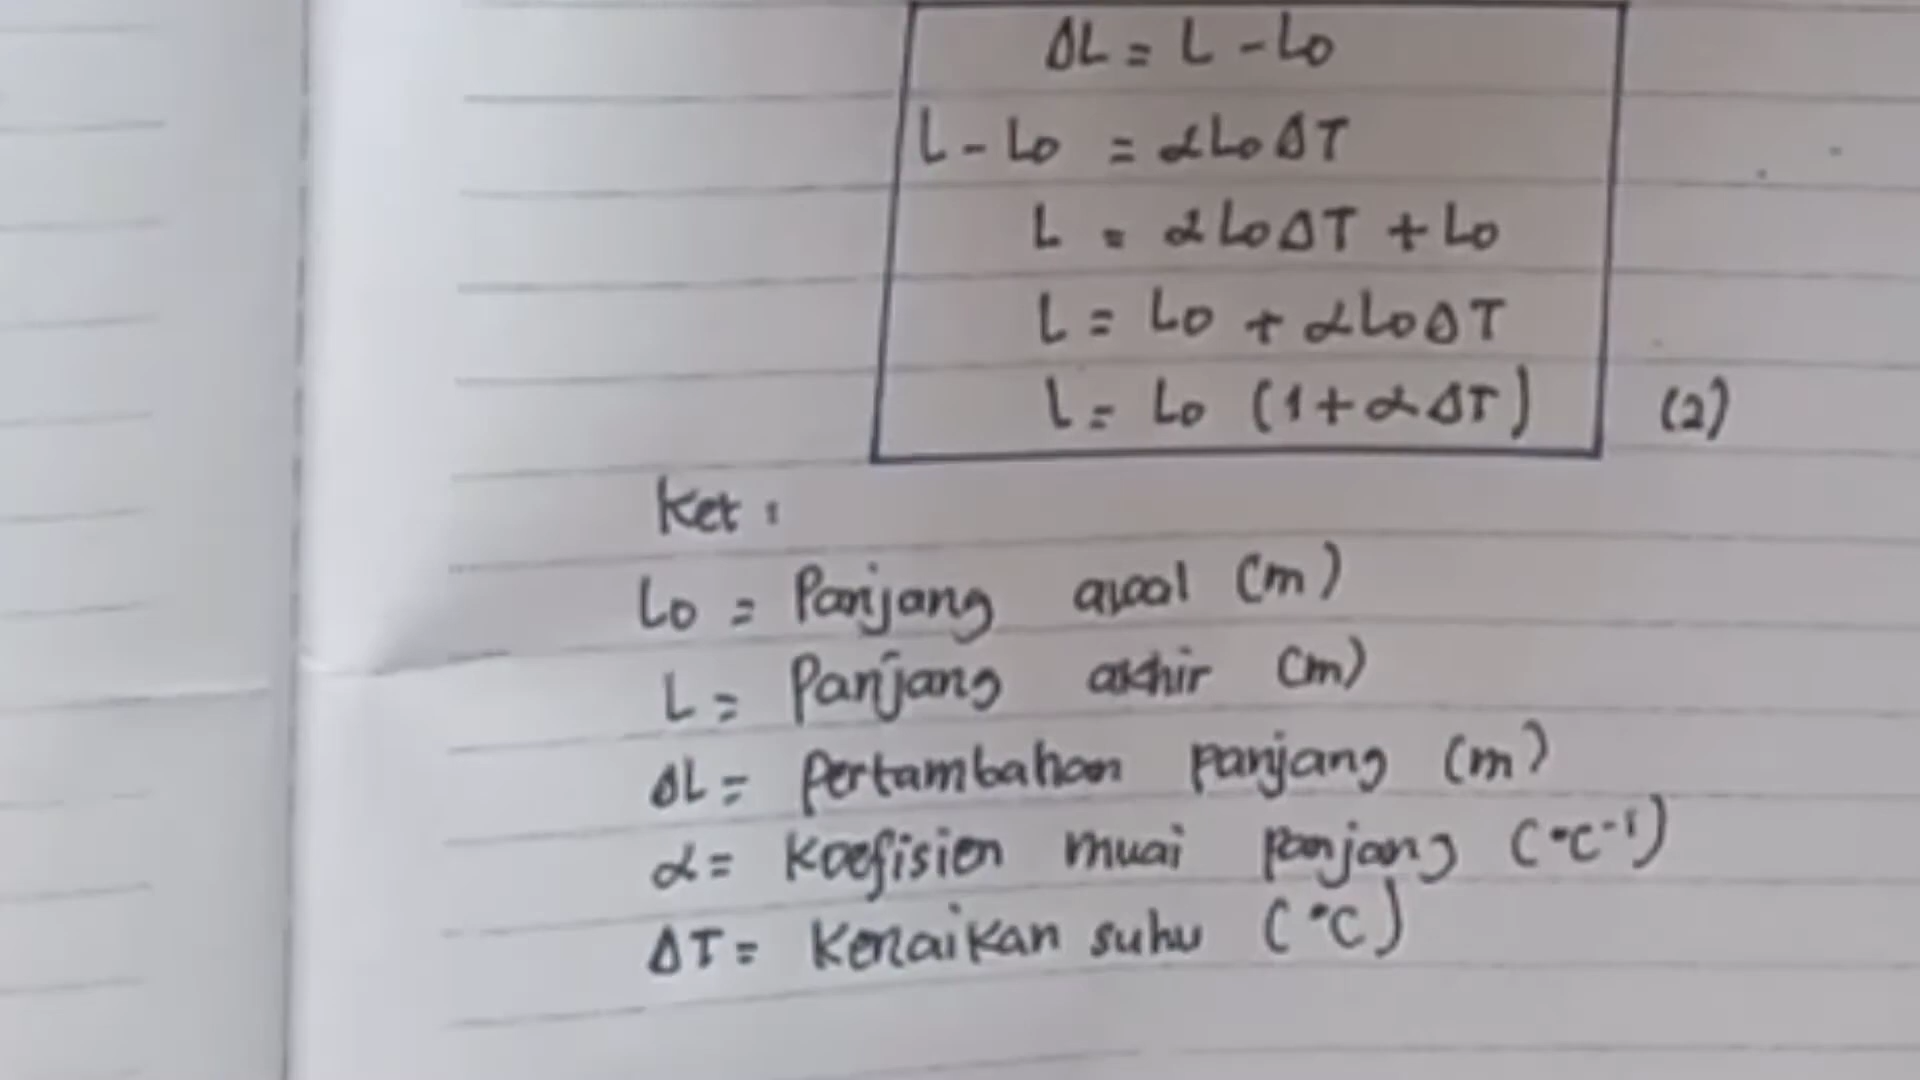 ΔL = L - Lo
L - Lo = αLoΔT
L = αLoΔT + Lo
L = Lo + αLoΔT
L = Lo (1 + αΔT) (2)
Ket :
Lo = Panjang awal (m)
L = Panjang akhir (m)
ΔL = Pertambahan panjang (m)
α = Koefisien muai panjang (°C⁻¹)
ΔT = Kenaikan suhu (°C)